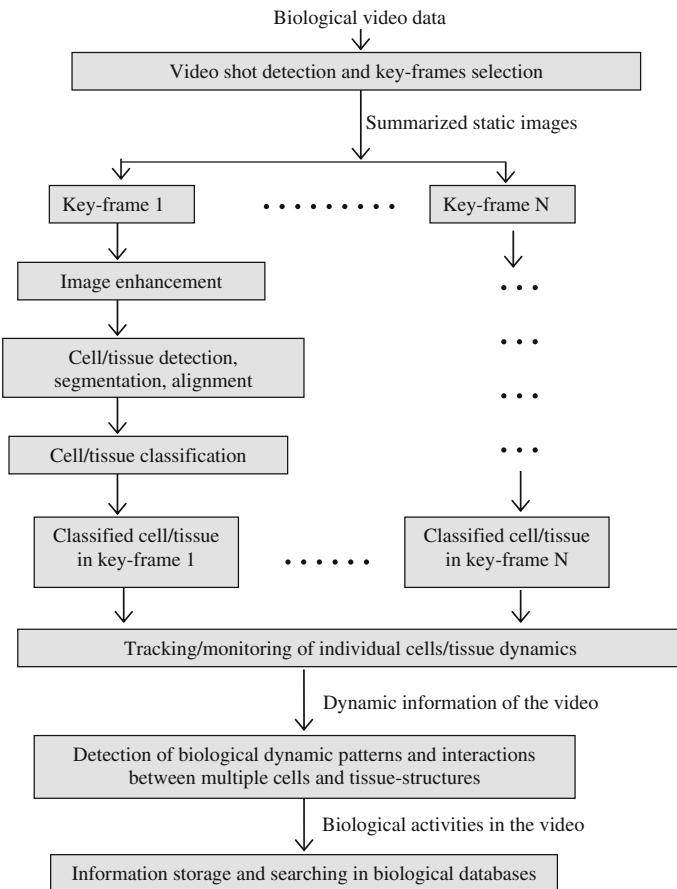 Biological video data
Video shot detection and key-frames selection
Summarized static images
Key-frame 1
Key-frame N
Image enhancement
Cell/tissue detection,
segmentation, alignment
Cell/tissue classification
Classified cell/tissue
in key-frame 1
Classified cell/tissue
in key-frame N
Tracking/monitoring of individual cells/tissue dynamics
Dynamic information of the video
Detection of biological dynamic patterns and interactions
between multiple cells and tissue-structures
Biological activities in the video
Information storage and searching in biological databases